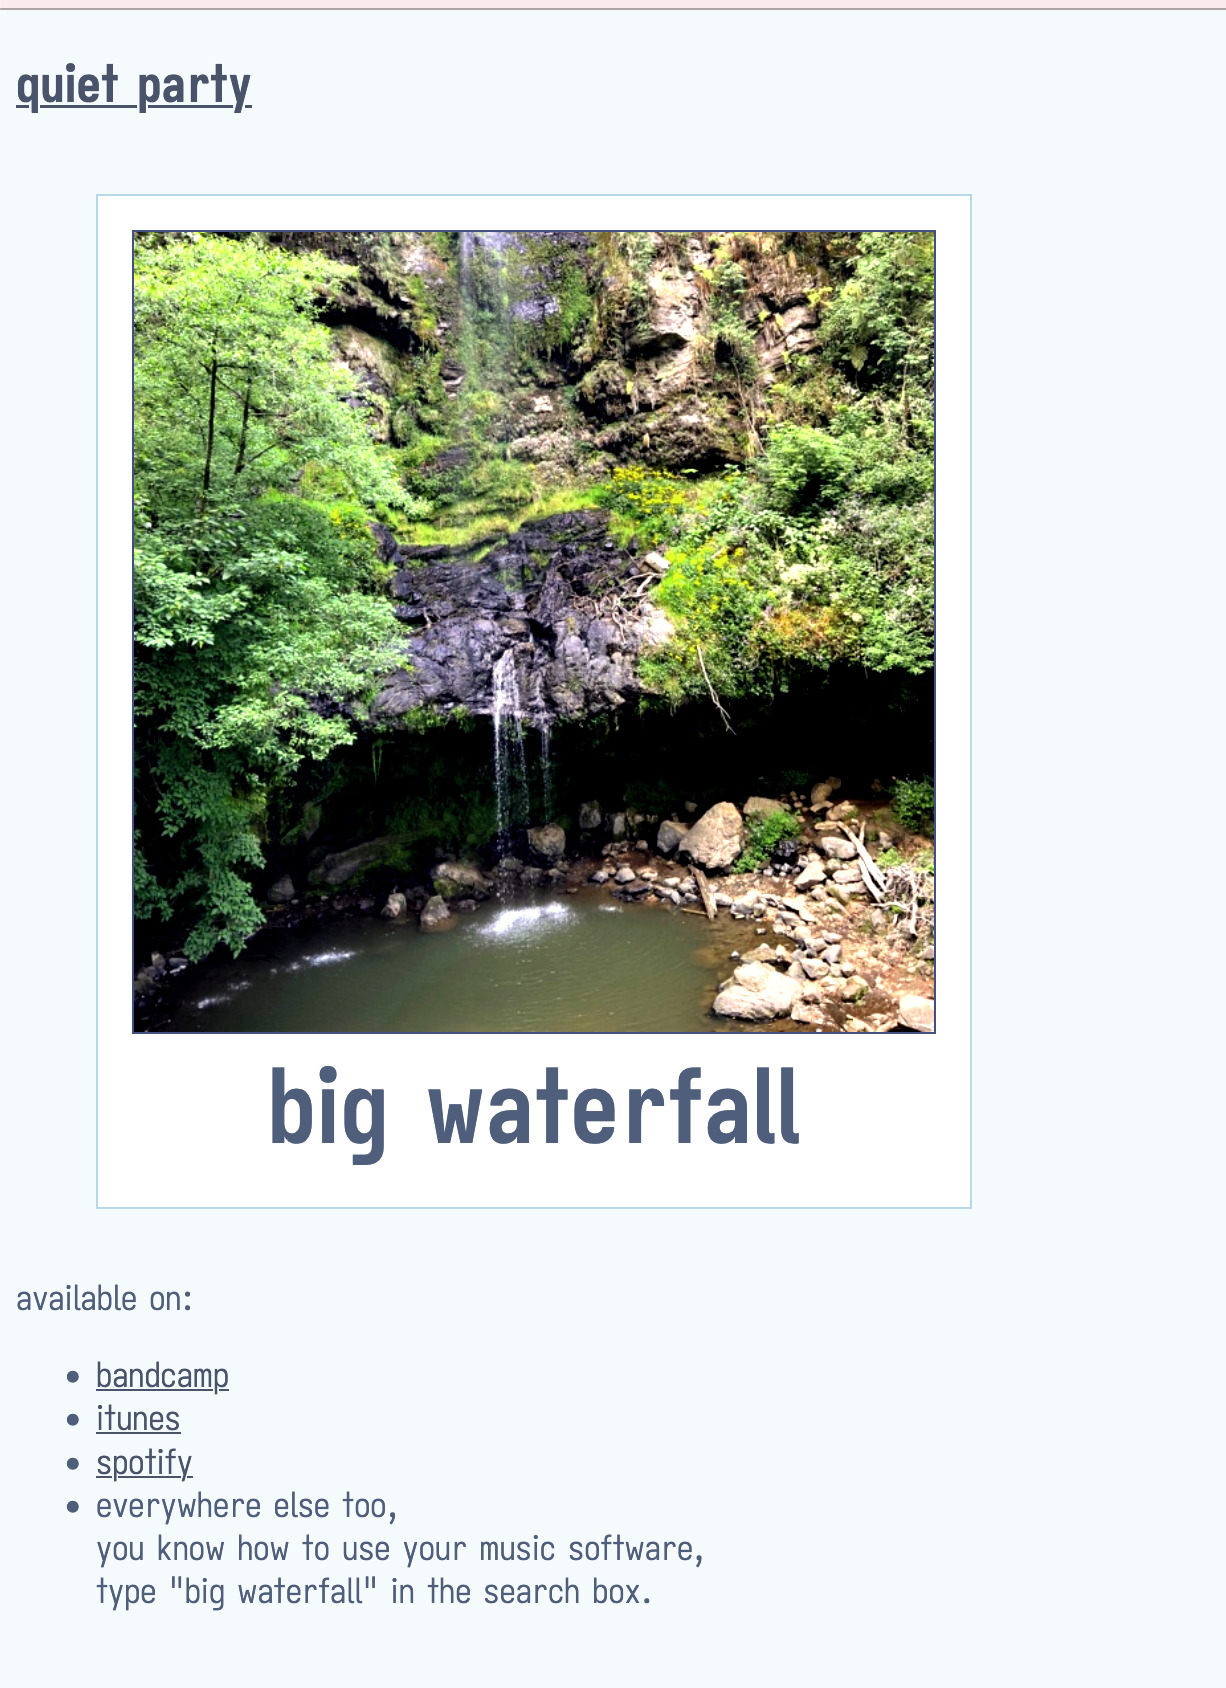 quiet party
big waterfall
available on:
bandcamp
itunes
spotify
everywhere else too,
you know how to use your music software,
type "big waterfall" in the search box.